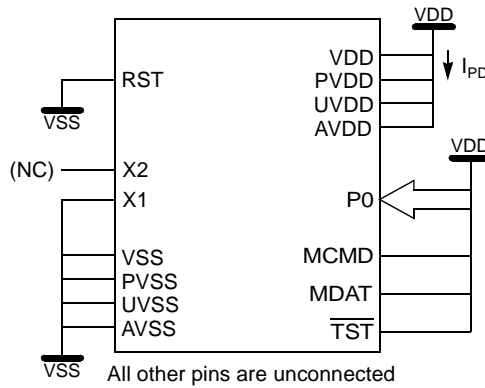 VDD
VDD
PVDD
UVDD
AVDD
I_PD
RST
VSS
VDD
(NC)
X2
X1
P0
VSS
PVSS
UVSS
AVSS
MCMD
MDAT
TST
VSS
All other pins are unconnected